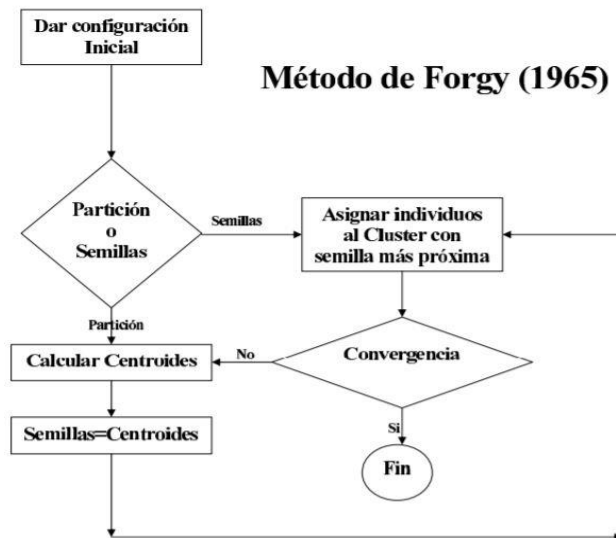 Dar configuración
Inicial
Método de Forgy (1965)
Partición
o
Semillas
Semillas
Asignar individuos
al Cluster con
semilla más próxima
Partición
Calcular Centroides
No
Convergencia
Semillas=Centroides
Si
Fin